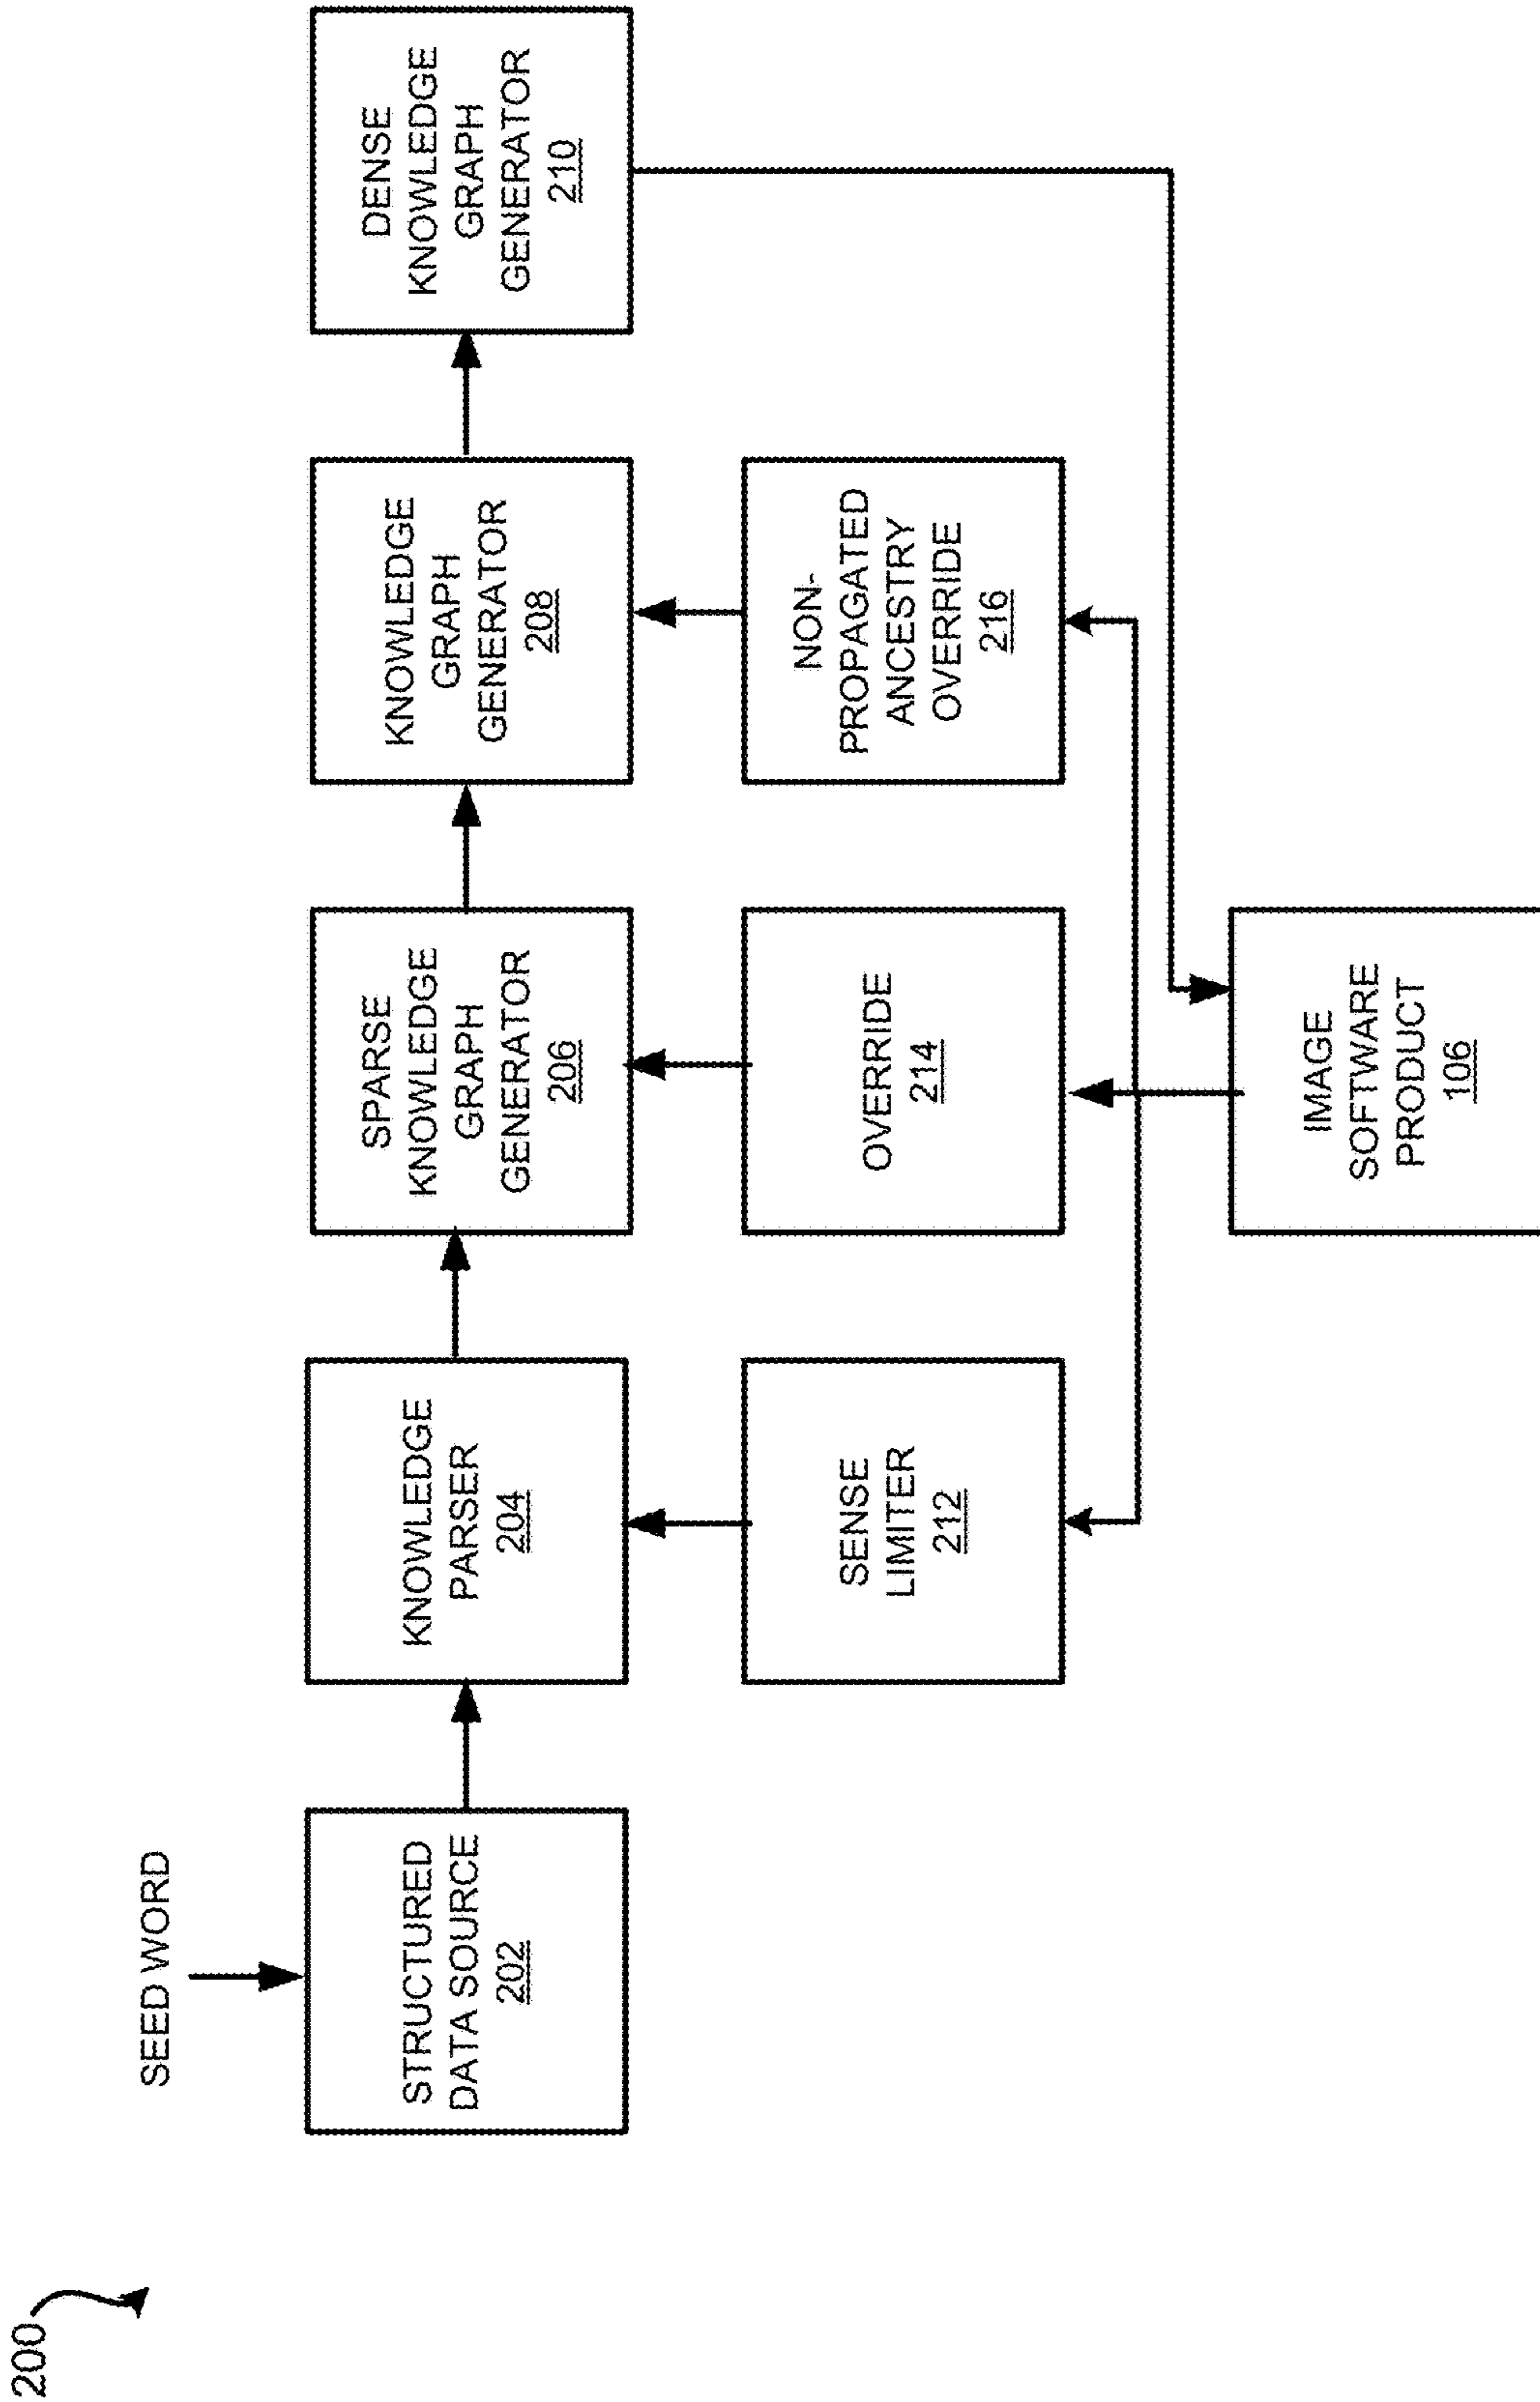 200
SEED WORD
STRUCTURED
DATA SOURCE
202
KNOWLEDGE
PARSER
204
SPARSE
KNOWLEDGE
GRAPH
GENERATOR
206
KNOWLEDGE
GRAPH
GENERATOR
208
DENSE
KNOWLEDGE
GRAPH
GENERATOR
210
SENSE
LIMITER
212
OVERRIDE
214
NON-
PROPAGATED
ANCESTRY
OVERRIDE
216
IMAGE
SOFTWARE
PRODUCT
106